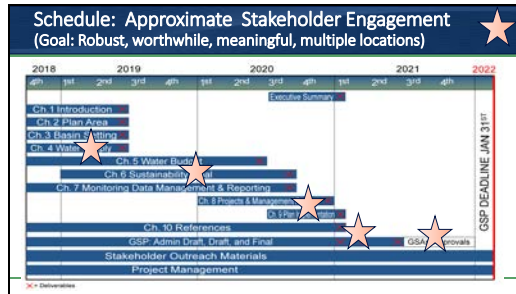 Schedule: Approximate Stakeholder Engagement
(Goal: Robust, worthwhile, meaningful, multiple locations)
2018 2019 2020 2021 2022
4th 1st 2nd 3rd 4th 1st 2nd 3rd 4th 1st 2nd 3rd 4th 1st
Executive Summary
Ch.1 Introduction
Ch.2 Plan Area
Ch.3 Basin Setting
Ch. 4 Water
Ch.5 Water Budget
Ch. 6 Sustainability
Ch. 7 Monitoring Data Management & Reporting
Ch. 8 Projects & Management
Ch. 9 Plan
Ch. 10 References
GSP: Admin Draft, Draft, and Final
GSA
Stakeholder Outreach Materials
Project Management
GSP DEADLINE JAN 31ST
X = Deliverables